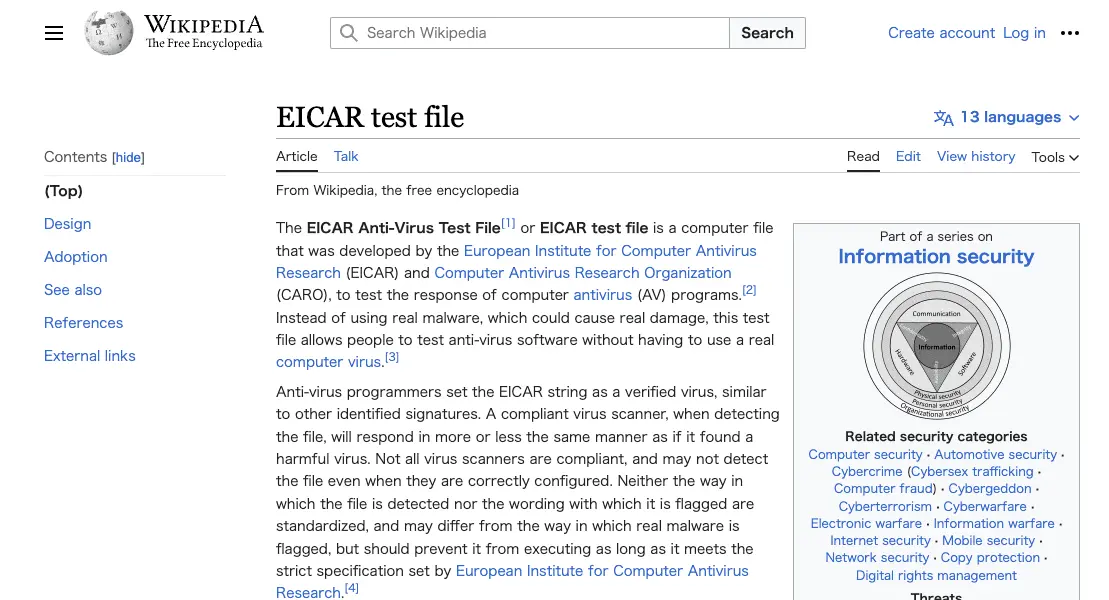 WIKIPEDIA
The Free Encyclopedia
Search Wikipedia
Search
Create account Log in
EICAR test file
13 languages
Contents [hide]
(Top)
Design
Adoption
See also
References
External links
Article Talk
Read Edit View history Tools
From Wikipedia, the free encyclopedia
The EICAR Anti-Virus Test File[1] or EICAR test file is a computer file
that was developed by the European Institute for Computer Antivirus
Research (EICAR) and Computer Antivirus Research Organization
(CARO), to test the response of computer antivirus (AV) programs.[2]
Instead of using real malware, which could cause real damage, this test
file allows people to test anti-virus software without having to use a real
computer virus.[3]
Anti-virus programmers set the EICAR string as a verified virus, similar
to other identified signatures. A compliant virus scanner, when detecting
the file, will respond in more or less the same manner as if it found a
harmful virus. Not all virus scanners are compliant, and may not detect
the file even when they are correctly configured. Neither the way in
which the file is detected nor the wording with which it is flagged are
standardized, and may differ from the way in which real malware is
flagged, but should prevent it from executing as long as it meets the
strict specification set by European Institute for Computer Antivirus
Research.[4]
Part of a series on
Information security
Communication
Information
Hardware
Software
Physical security
Personal security
Organizational security
Related security categories
Computer security · Automotive security ·
Cybercrime (Cybersex trafficking ·
Computer fraud) · Cybergeddon ·
Cyberterrorism · Cyberwarfare ·
Electronic warfare · Information warfare ·
Internet security · Mobile security ·
Network security · Copy protection ·
Digital rights management
Threats